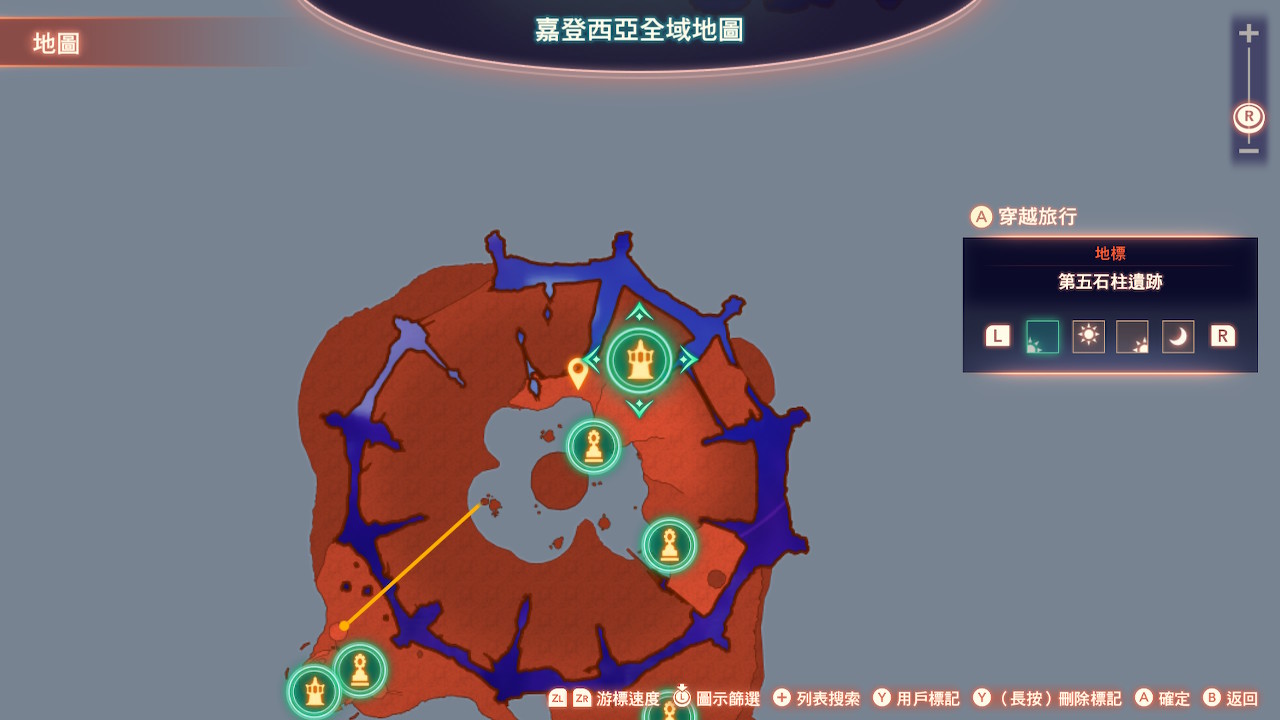 地圖
嘉登西亞全域地圖
R
A 穿越旅行
地標
第五石柱遺跡
L R
ZL ZR 游標速度 L 圖示篩選 + 列表搜索 Y 用戶標記 Y （長按）刪除標記 A 確定 B 返回